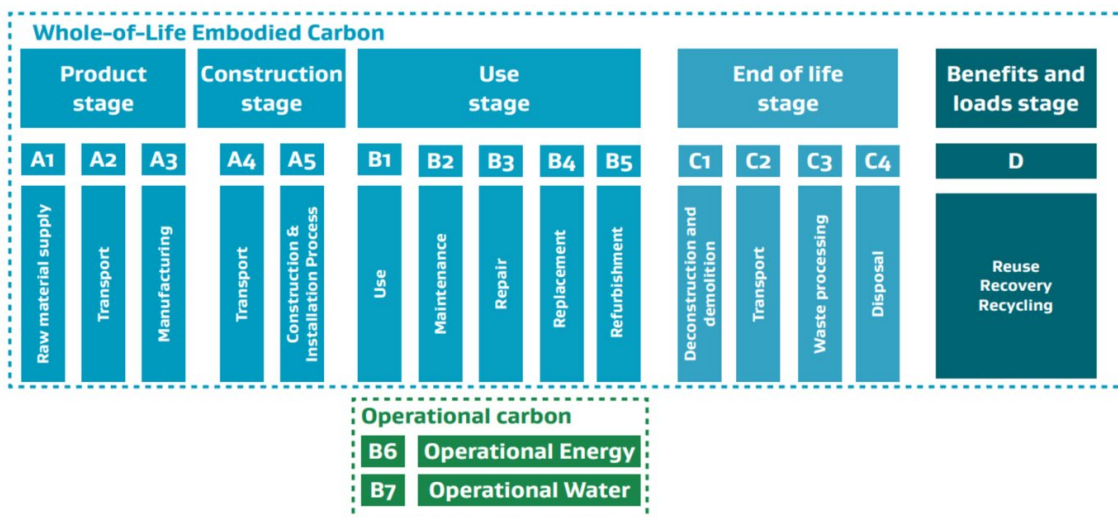 Whole-of-Life Embodied Carbon
Product
stage
Construction
stage
Use
stage
End of life
stage
Benefits and
loads stage
A1
A2
A3
A4
A5
B1
B2
B3
B4
B5
C1
C2
C3
C4
D
Raw material supply
Transport
Manufacturing
Transport
Construction &
Installation Process
Use
Maintenance
Repair
Replacement
Refurbishment
Deconstruction and
demolition
Transport
Waste processing
Disposal
Reuse
Recovery
Recycling
Operational carbon
B6 Operational Energy
B7 Operational Water